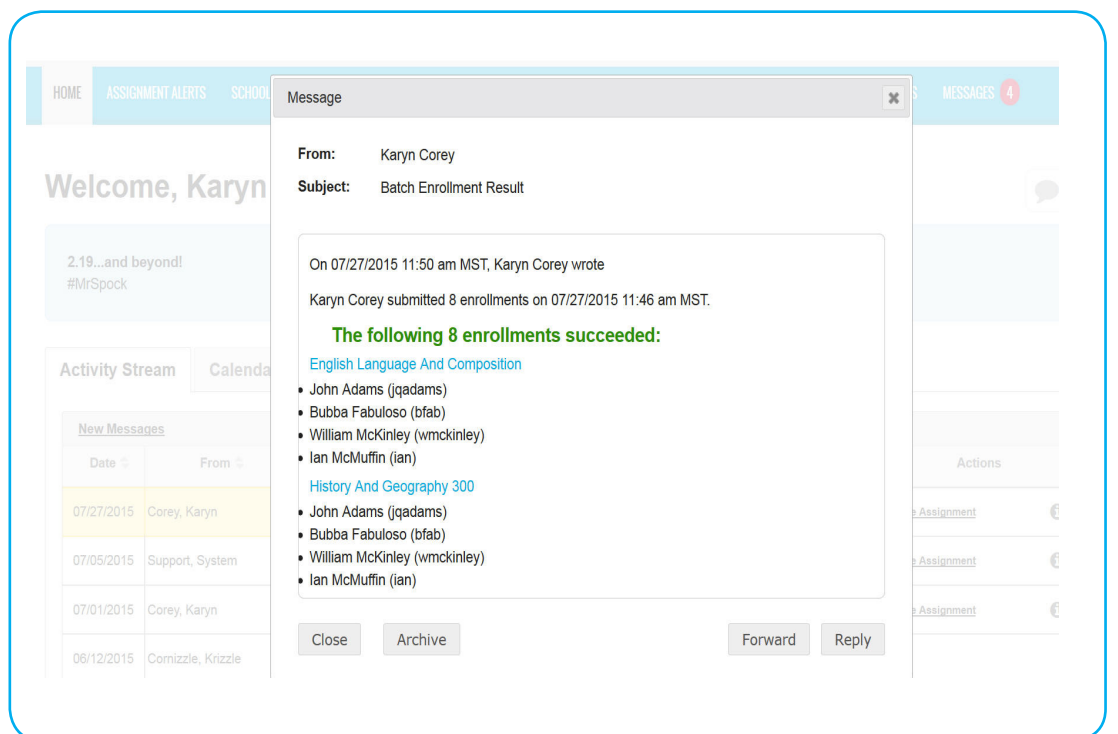 HOME ASSIGNMENT ALERTS SCHOOL S MESSAGES 4
Message
From: Karyn Corey
Subject: Batch Enrollment Result
Welcome, Karyn
2.19...and beyond!
#MrSpock
On 07/27/2015 11:50 am MST, Karyn Corey wrote
Karyn Corey submitted 8 enrollments on 07/27/2015 11:46 am MST.
The following 8 enrollments succeeded:
English Language And Composition
• John Adams (jqadams)
• Bubba Fabuloso (bfab)
• William McKinley (wmckinley)
• Ian McMuffin (ian)
History And Geography 300
• John Adams (jqadams)
• Bubba Fabuloso (bfab)
• William McKinley (wmckinley)
• Ian McMuffin (ian)
Close Archive Forward Reply
Activity Stream Calenda
New Messages
Date From Actions
07/27/2015 Corey, Karyn e Assignment
07/05/2015 Support, System e Assignment
07/01/2015 Corey, Karyn e Assignment
06/12/2015 Cornizzle, Krizzle